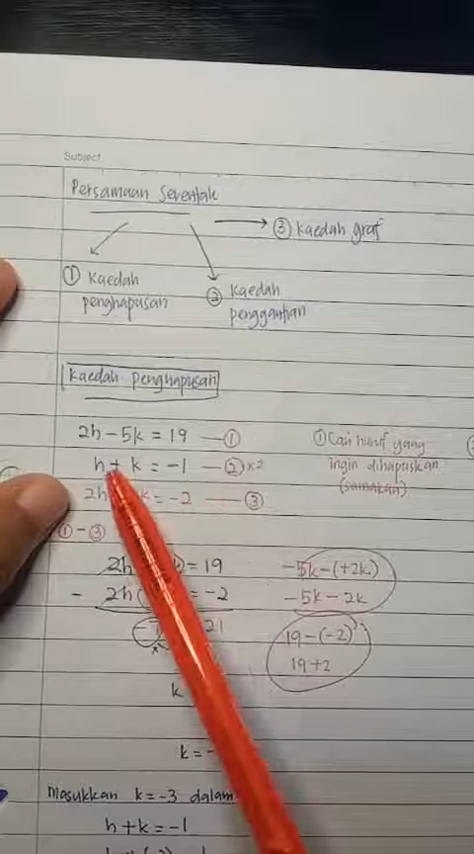 Subject
Persamaan Serentak
③ Kaedah graf
① Kaedah penghapusan
② Kaedah penggantian
Kaedah penghapusan
2h - 5k = 19 — ①
h + k = -1 — ② ×2
2h k = -2 — ③
① Cari huruf yang
ingin dihapuskan
(samakan)
① - ③
2h = 19
- 2h( = -2
-7 21
-5k - (+2k)
-5k - 2k
19 - (-2)
19 + 2
k
k = -
masukkan k = -3 dalam
h + k = -1